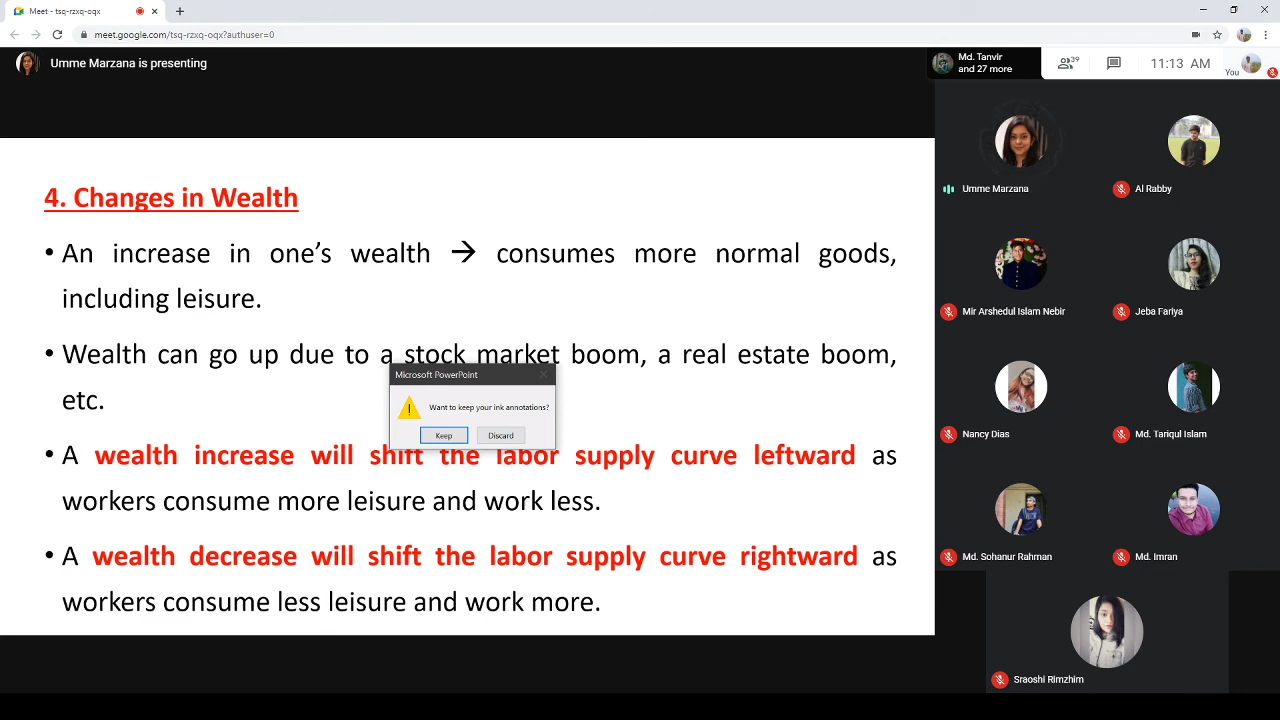 Meet - tsq-rzxq-oqx
meet.google.com/tsq-rzxq-oqx?authuser=0
Umme Marzana is presenting
Md. Tanvir
and 27 more
39
11:13 AM
You
4. Changes in Wealth
• An increase in one’s wealth → consumes more normal goods,
including leisure.
• Wealth can go up due to a stock market boom, a real estate boom,
etc.
Microsoft PowerPoint
Want to keep your ink annotations?
Keep
Discard
• A wealth increase will shift the labor supply curve leftward as
workers consume more leisure and work less.
• A wealth decrease will shift the labor supply curve rightward as
workers consume less leisure and work more.
Umme Marzana
Al Rabby
Mir Arshedul Islam Nebir
Jeba Fariya
Nancy Dias
Md. Tariqul Islam
Md. Sohanur Rahman
Md. Imran
Sraoshi Rimzhim